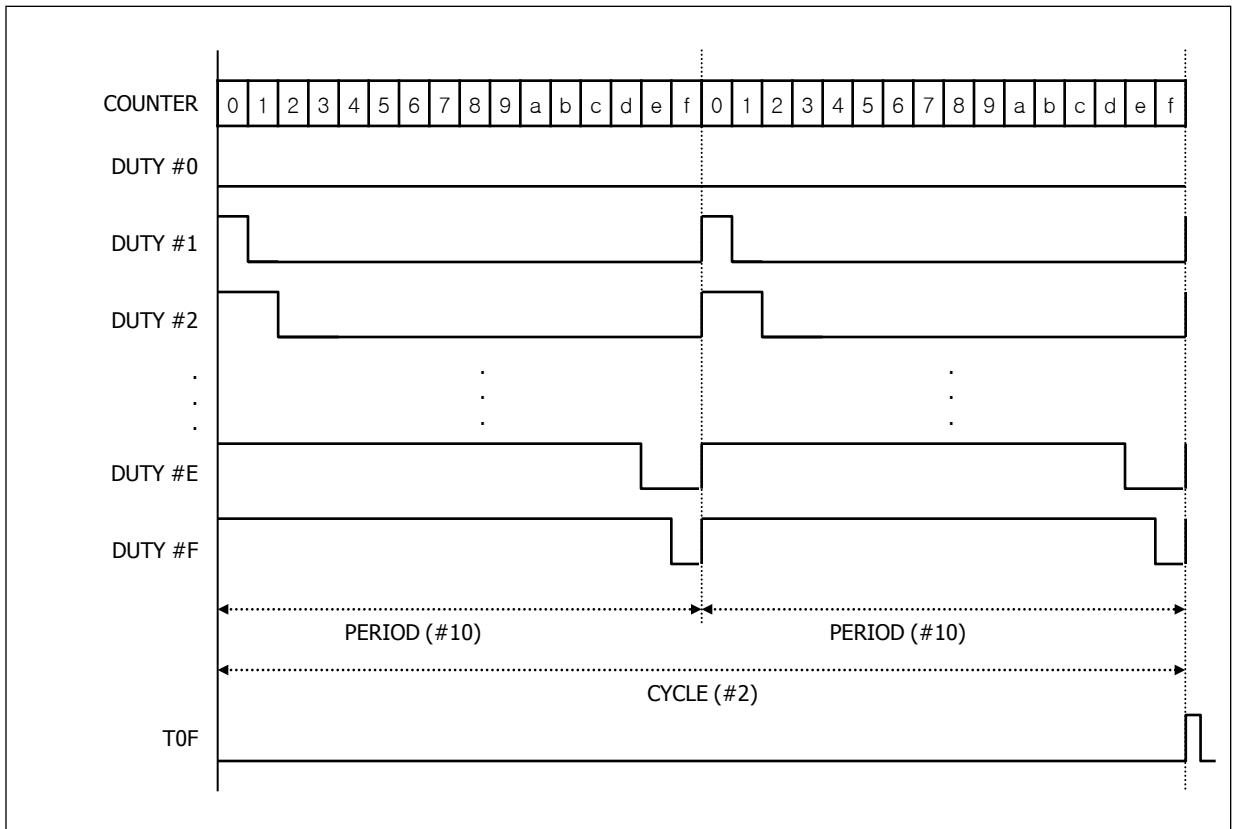 COUNTER 0 1 2 3 4 5 6 7 8 9 a b c d e f 0 1 2 3 4 5 6 7 8 9 a b c d e f
DUTY #0
DUTY #1
DUTY #2
. . .
. . .
. . .
DUTY #E
DUTY #F
PERIOD (#10) PERIOD (#10)
CYCLE (#2)
T0F